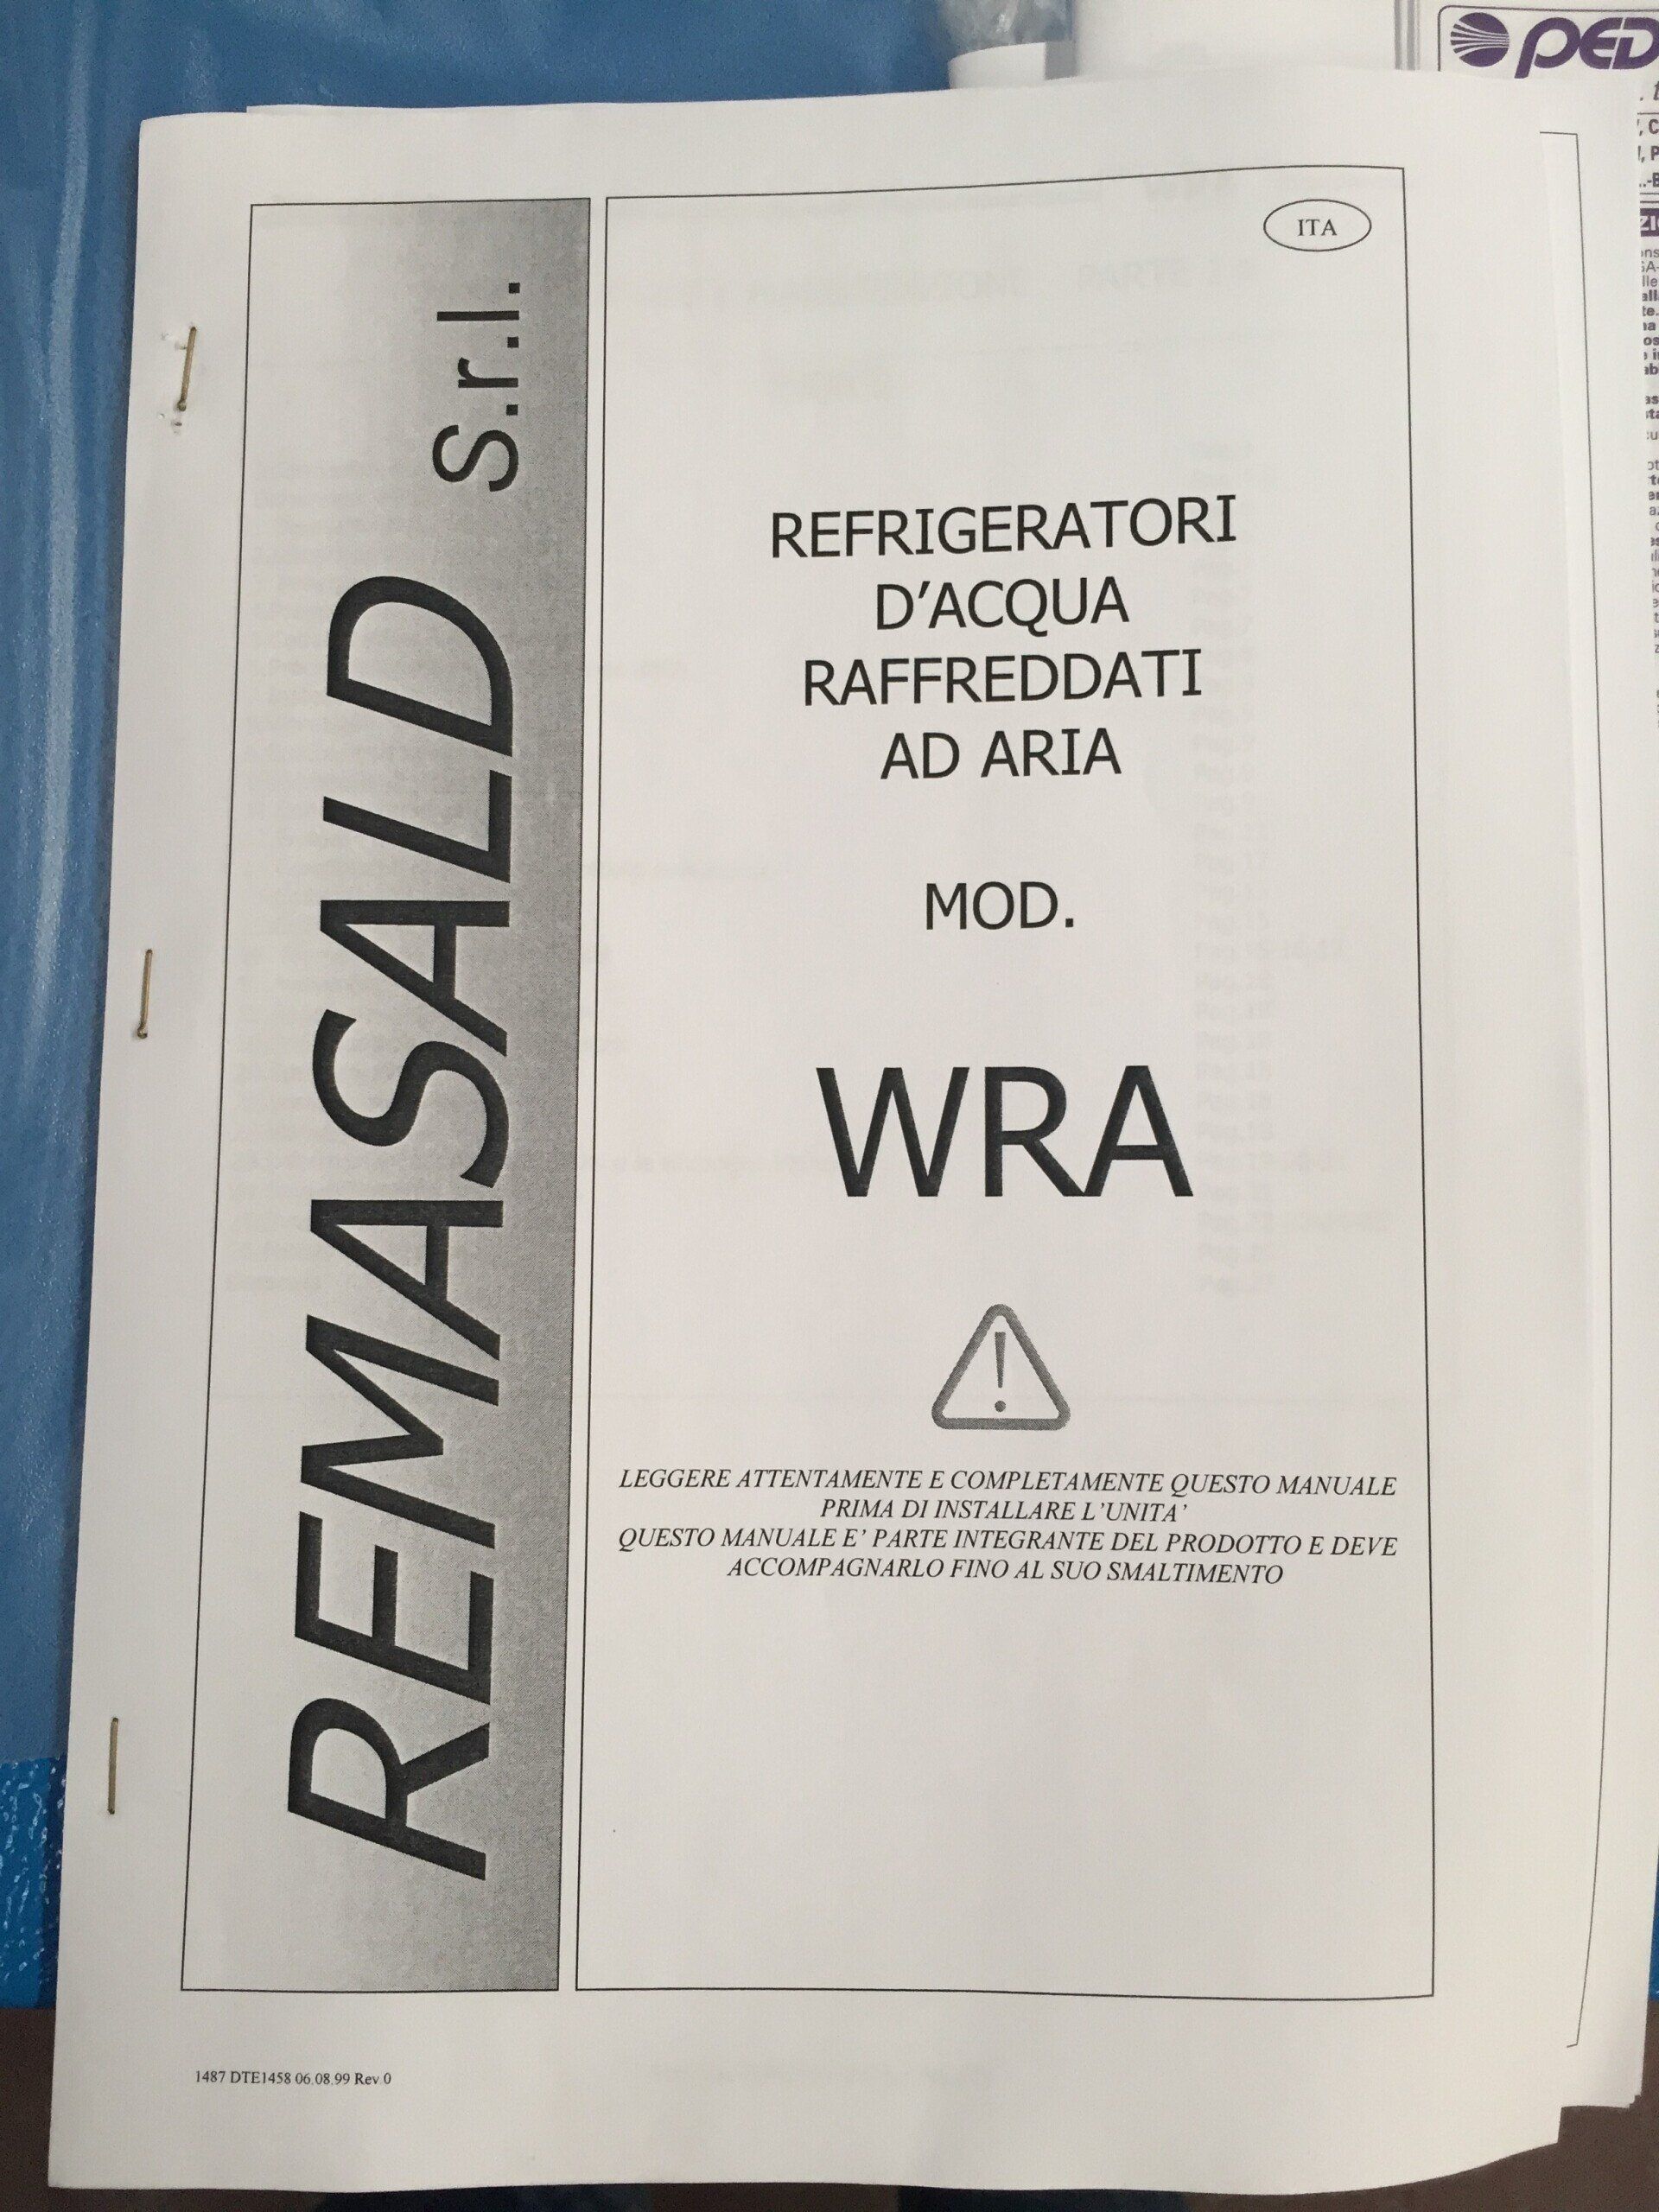 REMASALD S.r.l.
ITA
REFRIGERATORI
D'ACQUA
RAFFREDDATI
AD ARIA
MOD.
WRA
LEGGERE ATTENTAMENTE E COMPLETAMENTE QUESTO MANUALE
PRIMA DI INSTALLARE L'UNITA'
QUESTO MANUALE E' PARTE INTEGRANTE DEL PRODOTTO E DEVE
ACCOMPAGNARLO FINO AL SUO SMALTIMENTO
1487 DTE1458 06.08.99 Rev.0
PED